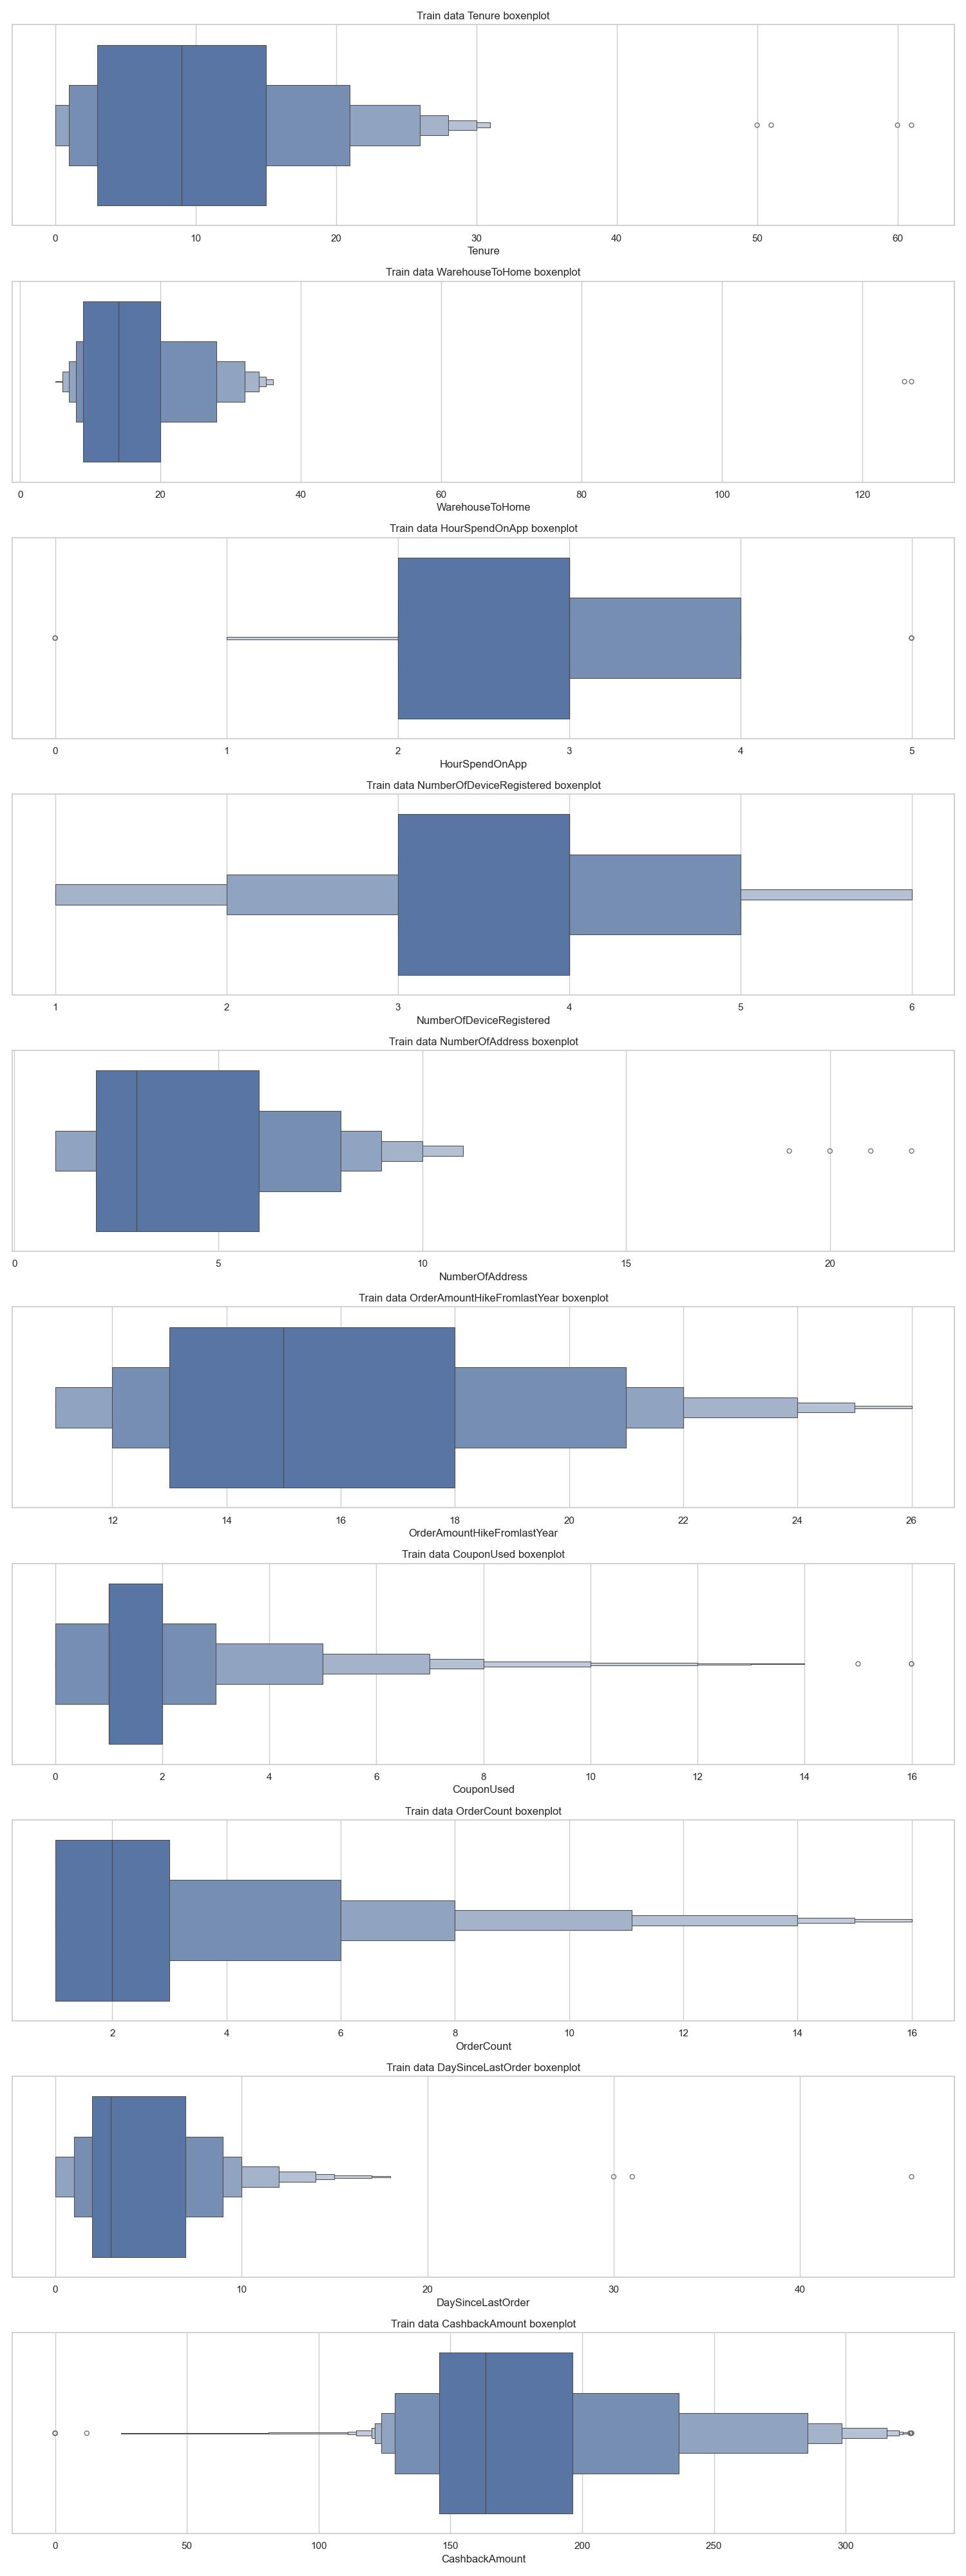 Train data Tenure boxenplot
0 10 20 30 40 50 60
Tenure
Train data WarehouseToHome boxenplot
0 20 40 60 80 100 120
WarehouseToHome
Train data HourSpendOnApp boxenplot
0 1 2 3 4 5
HourSpendOnApp
Train data NumberOfDeviceRegistered boxenplot
1 2 3 4 5 6
NumberOfDeviceRegistered
Train data NumberOfAddress boxenplot
0 5 10 15 20
NumberOfAddress
Train data OrderAmountHikeFromlastYear boxenplot
12 14 16 18 20 22 24 26
OrderAmountHikeFromlastYear
Train data CouponUsed boxenplot
0 2 4 6 8 10 12 14 16
CouponUsed
Train data OrderCount boxenplot
2 4 6 8 10 12 14 16
OrderCount
Train data DaySinceLastOrder boxenplot
0 10 20 30 40
DaySinceLastOrder
Train data CashbackAmount boxenplot
0 50 100 150 200 250 300
CashbackAmount